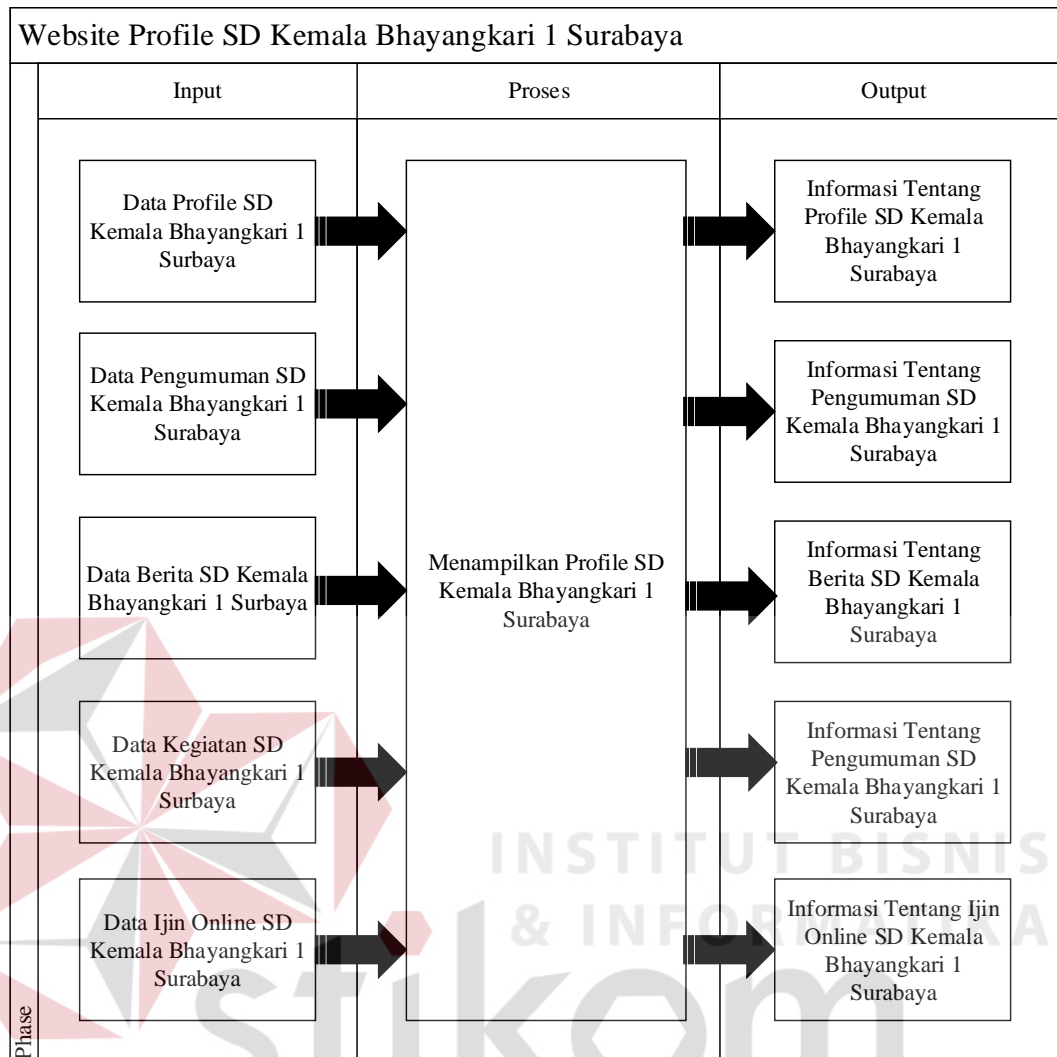 Website Profile SD Kemala Bhayangkari 1 Surabaya
Input
Proses
Output
Data Profile SD
Kemala Bhayangkari 1
Surbaya
Informasi Tentang
Profile SD Kemala
Bhayangkari 1
Surabaya
Data Pengumuman SD
Kemala Bhayangkari 1
Surabaya
Informasi Tentang
Pengumuman SD
Kemala Bhayangkari 1
Surabaya
Data Berita SD Kemala
Bhayangkari 1 Surbaya
Menampilkan Profile SD
Kemala Bhayangkari 1
Surabaya
Informasi Tentang
Berita SD Kemala
Bhayangkari 1
Surabaya
Data Kegiatan SD
Kemala Bhayangkari 1
Surbaya
Informasi Tentang
Pengumuman SD
Kemala Bhayangkari 1
Surabaya
Data Ijin Online SD
Kemala Bhayangkari 1
Surabaya
Informasi Tentang Ijin
Online SD Kemala
Bhayangkari 1
Surabaya
Phase
INSTITUT BISNIS
& INFORMATIKA
stikom